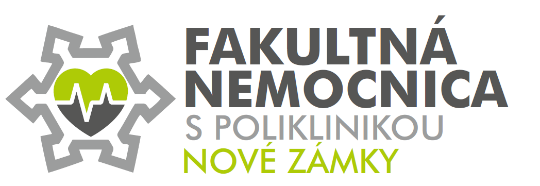 FAKULTNÁ
NEMOCNICA
S POLIKLINIKOU
NOVÉ ZÁMKY